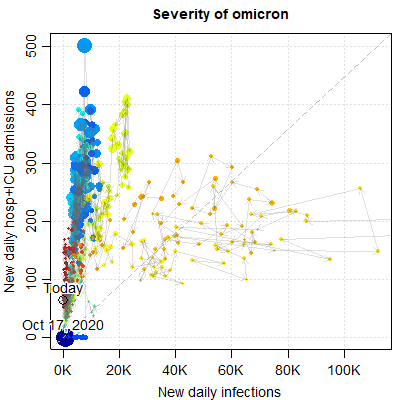 Severity of omicron
New daily hosp+ICU admissions
500
400
300
200
100
0
Today
Oct 17, 2020
0K 20K 40K 60K 80K 100K
New daily infections